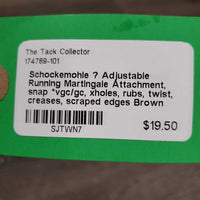 The Tack Collector
174789-101
Schockemohle ? Adjustable
Running Martingale Attachment,
snap *vgc/gc, xholes, rubs, twist,
creases, scraped edges Brown
SJTWN7
$19.50